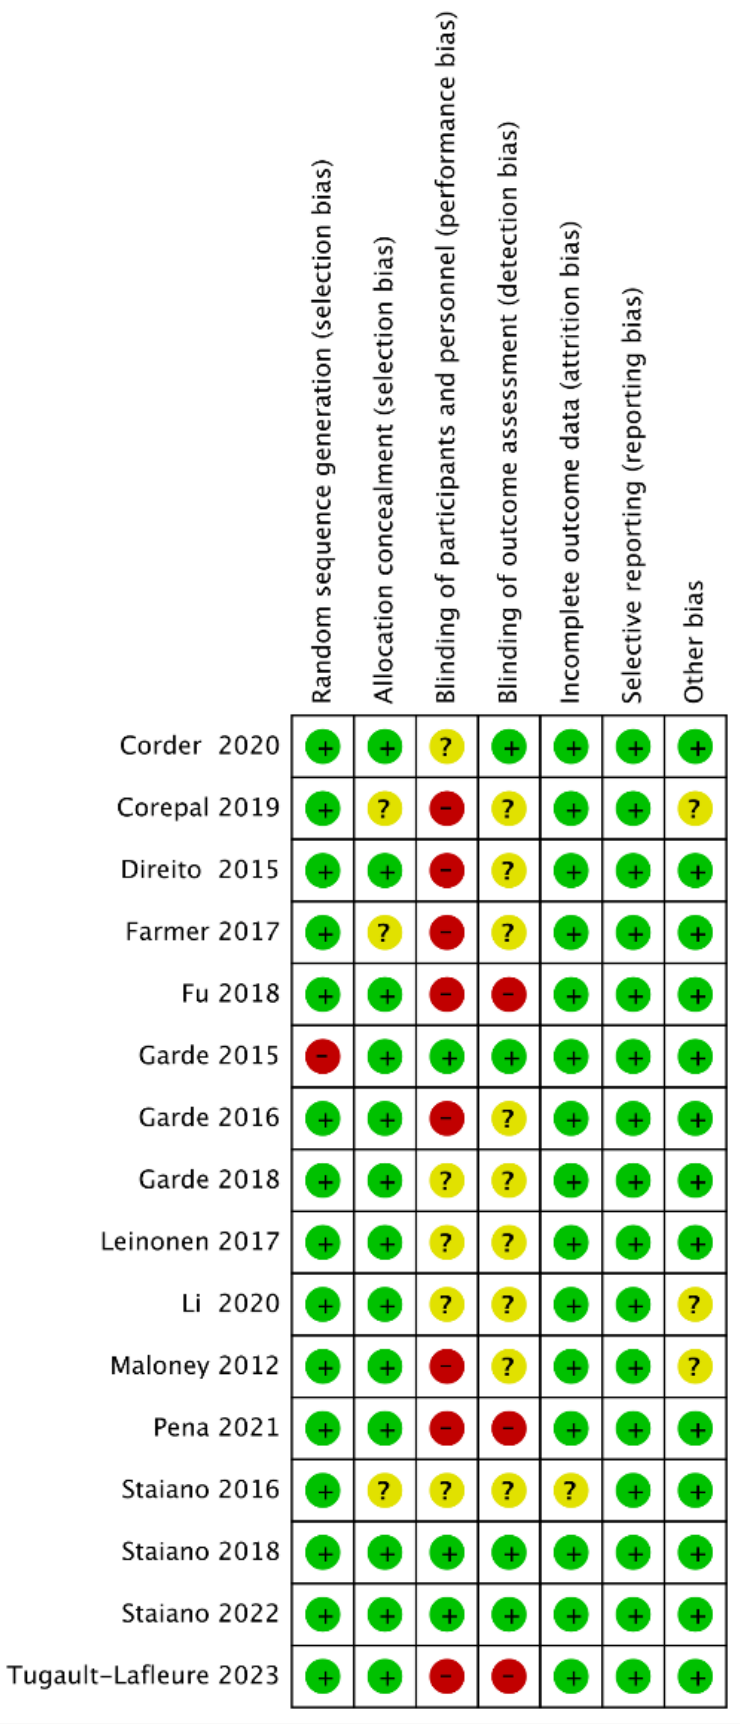 Random sequence generation (selection bias)
Allocation concealment (selection bias)
Blinding of participants and personnel (performance bias)
Blinding of outcome assessment (detection bias)
Incomplete outcome data (attrition bias)
Selective reporting (reporting bias)
Other bias
Corder 2020 + + ? + + + +
Corepal 2019 + ? - ? + + ?
Direito 2015 + + - ? + + +
Farmer 2017 + ? - ? + + +
Fu 2018 + + - - + + +
Garde 2015 - + + + + + +
Garde 2016 + + - ? + + +
Garde 2018 + + ? ? + + +
Leinonen 2017 + + ? ? + + +
Li 2020 + + ? ? + + ?
Maloney 2012 + + - ? + + ?
Pena 2021 + + - - + + +
Staiano 2016 + ? ? ? ? + +
Staiano 2018 + + + + + + +
Staiano 2022 + + + + + + +
Tugault-Lafleure 2023 + + - - + + +